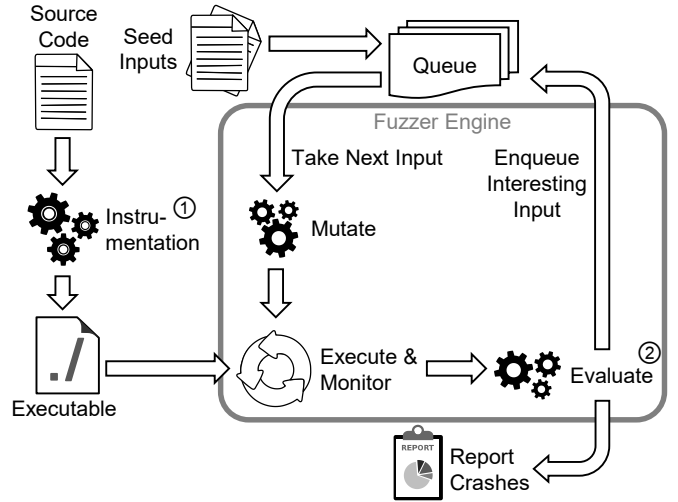 Source
Code
Seed
Inputs
Queue
Fuzzer Engine
Take Next Input
Enqueue
Interesting
Input
Instru-
mentation
①
Mutate
./
Executable
Execute &
Monitor
Evaluate
②
REPORT
Report
Crashes